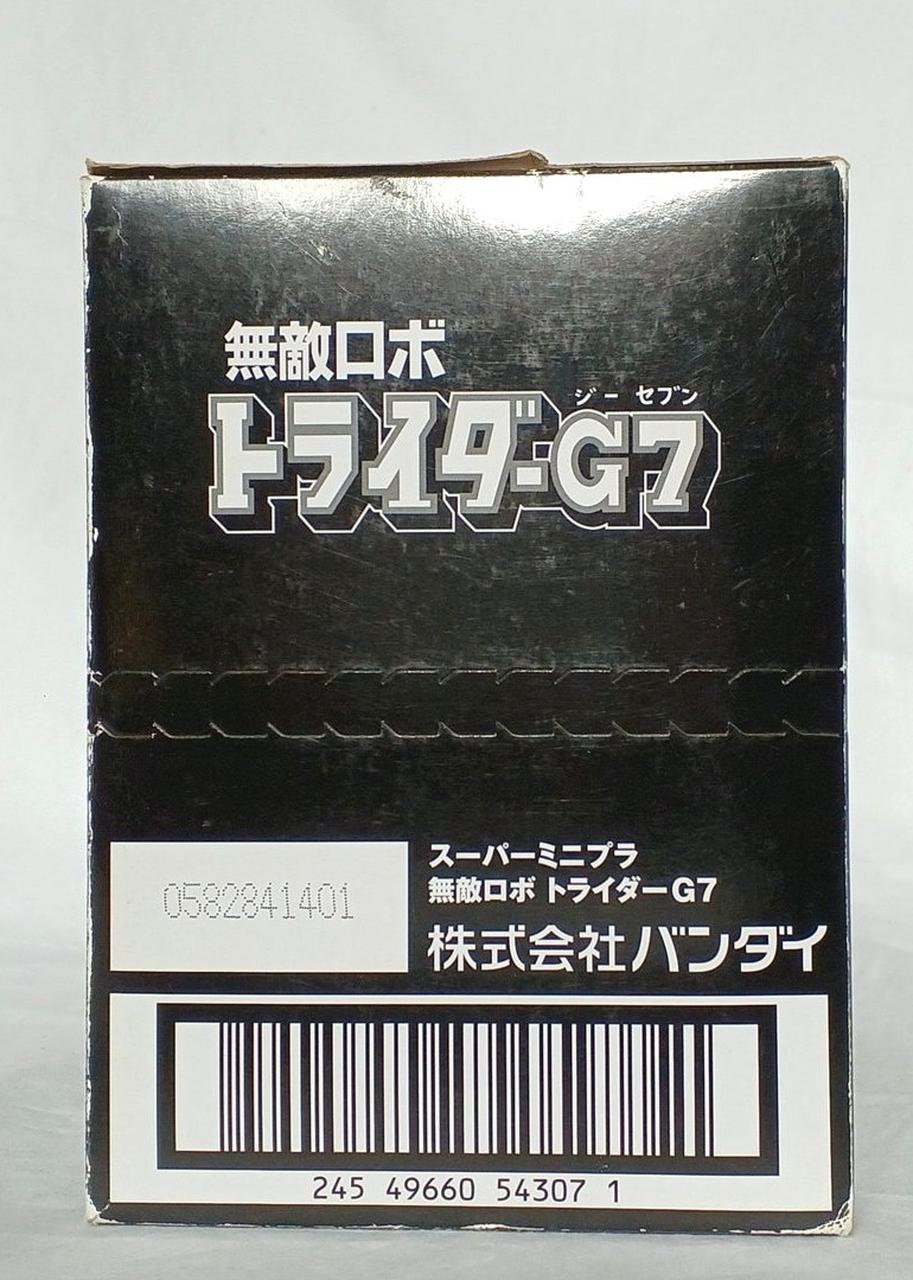 無敵ロボ
ジー セブン
トライダーG7
0582841401
スーパーミニプラ
無敵ロボ トライダーG7
株式会社バンダイ
245 49660 54307 1